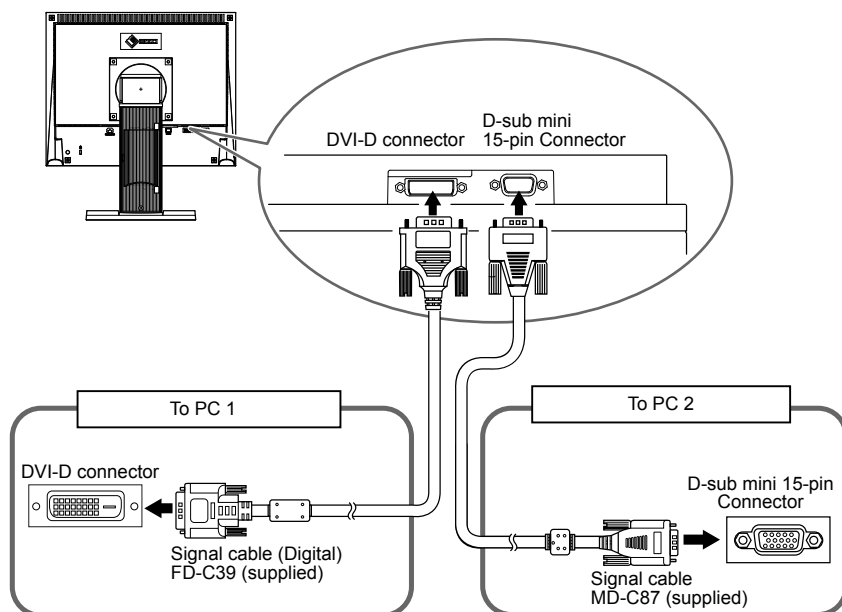 D-sub mini
15-pin Connector
DVI-D connector
To PC 1
To PC 2
DVI-D connector
Signal cable (Digital)
FD-C39 (supplied)
D-sub mini 15-pin
Connector
Signal cable
MD-C87 (supplied)